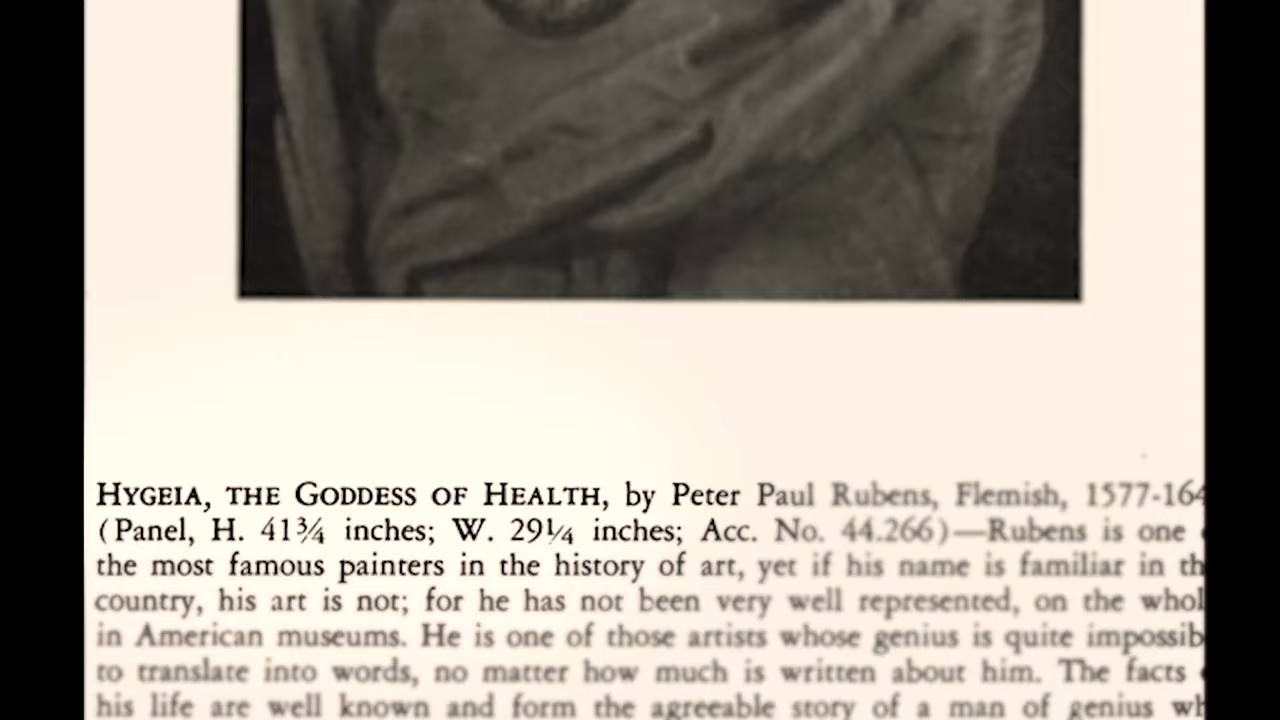 HYGEIA, THE GODDESS OF HEALTH, by Peter Paul Rubens, Flemish, 1577-164
(Panel, H. 41¾ inches; W. 29¼ inches; Acc. No. 44.266)—Rubens is one
the most famous painters in the history of art, yet if his name is familiar in th
country, his art is not; for he has not been very well represented, on the whol
in American museums. He is one of those artists whose genius is quite impossib
to translate into words, no matter how much is written about him. The facts
his life are well known and form the agreeable story of a man of genius wh